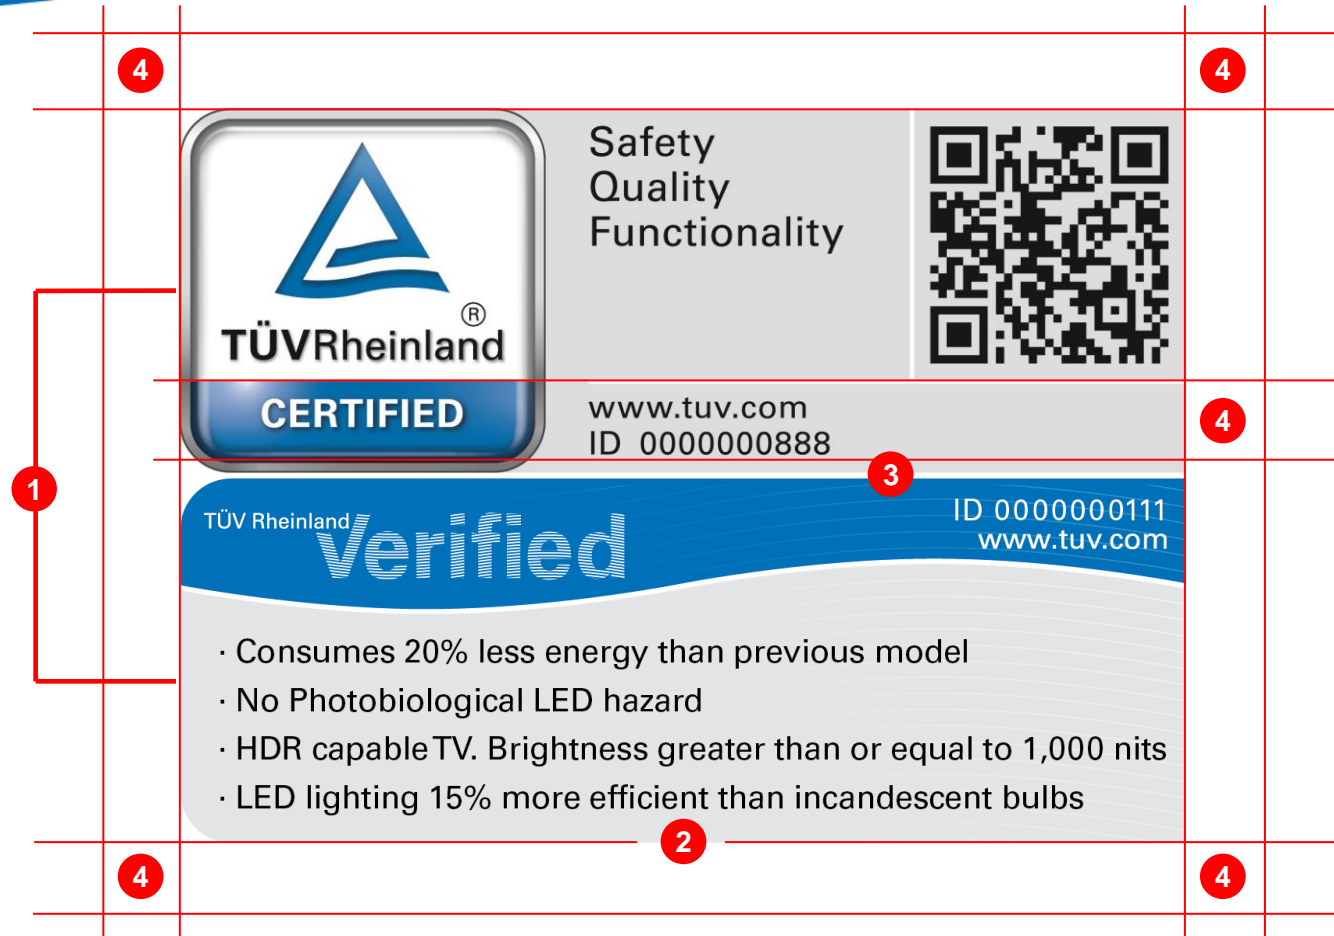 4
4
Safety
Quality
Functionality
®
TÜVRheinland
CERTIFIED
www.tuv.com
ID 0000000888
4
3
1
TÜV Rheinland
Verified
ID 0000000111
www.tuv.com
· Consumes 20% less energy than previous model
· No Photobiological LED hazard
· HDR capable TV. Brightness greater than or equal to 1,000 nits
· LED lighting 15% more efficient than incandescent bulbs
2
4
4